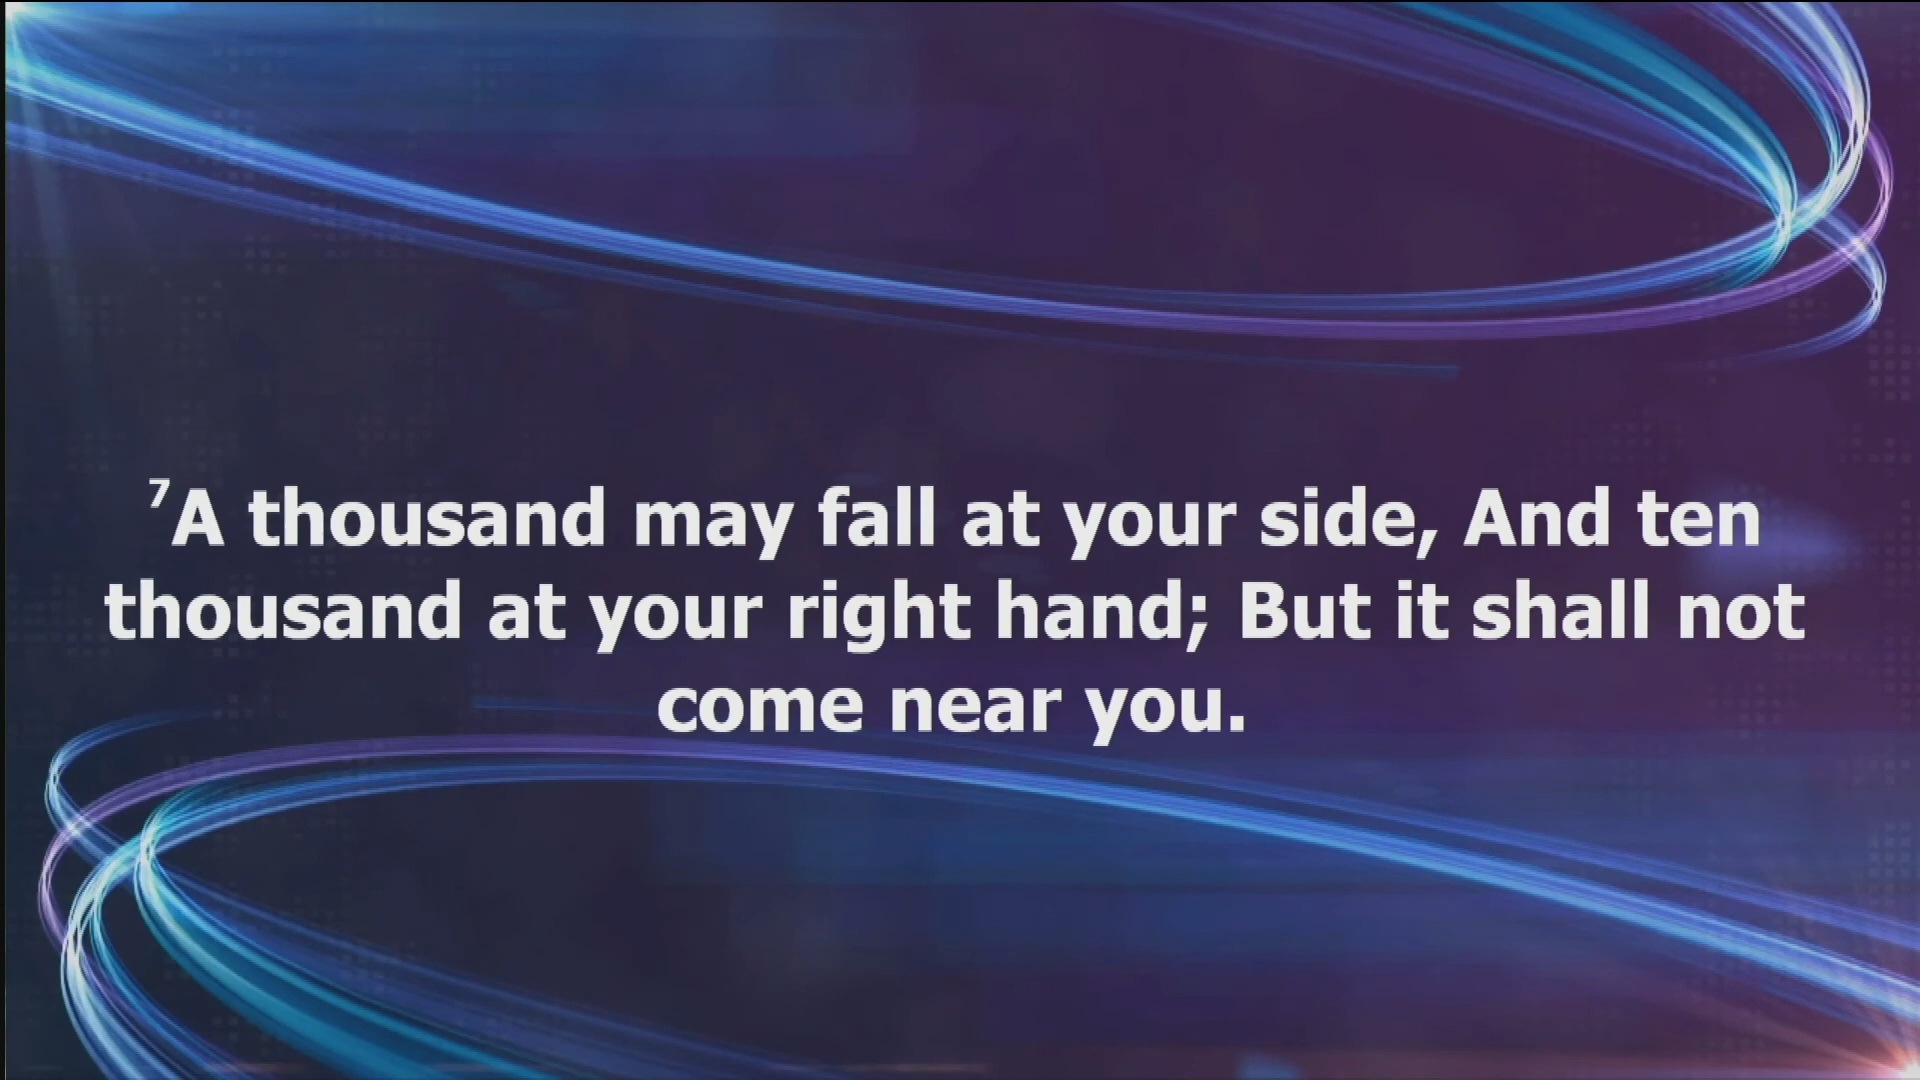 ⁷A thousand may fall at your side, And ten
thousand at your right hand; But it shall not
come near you.